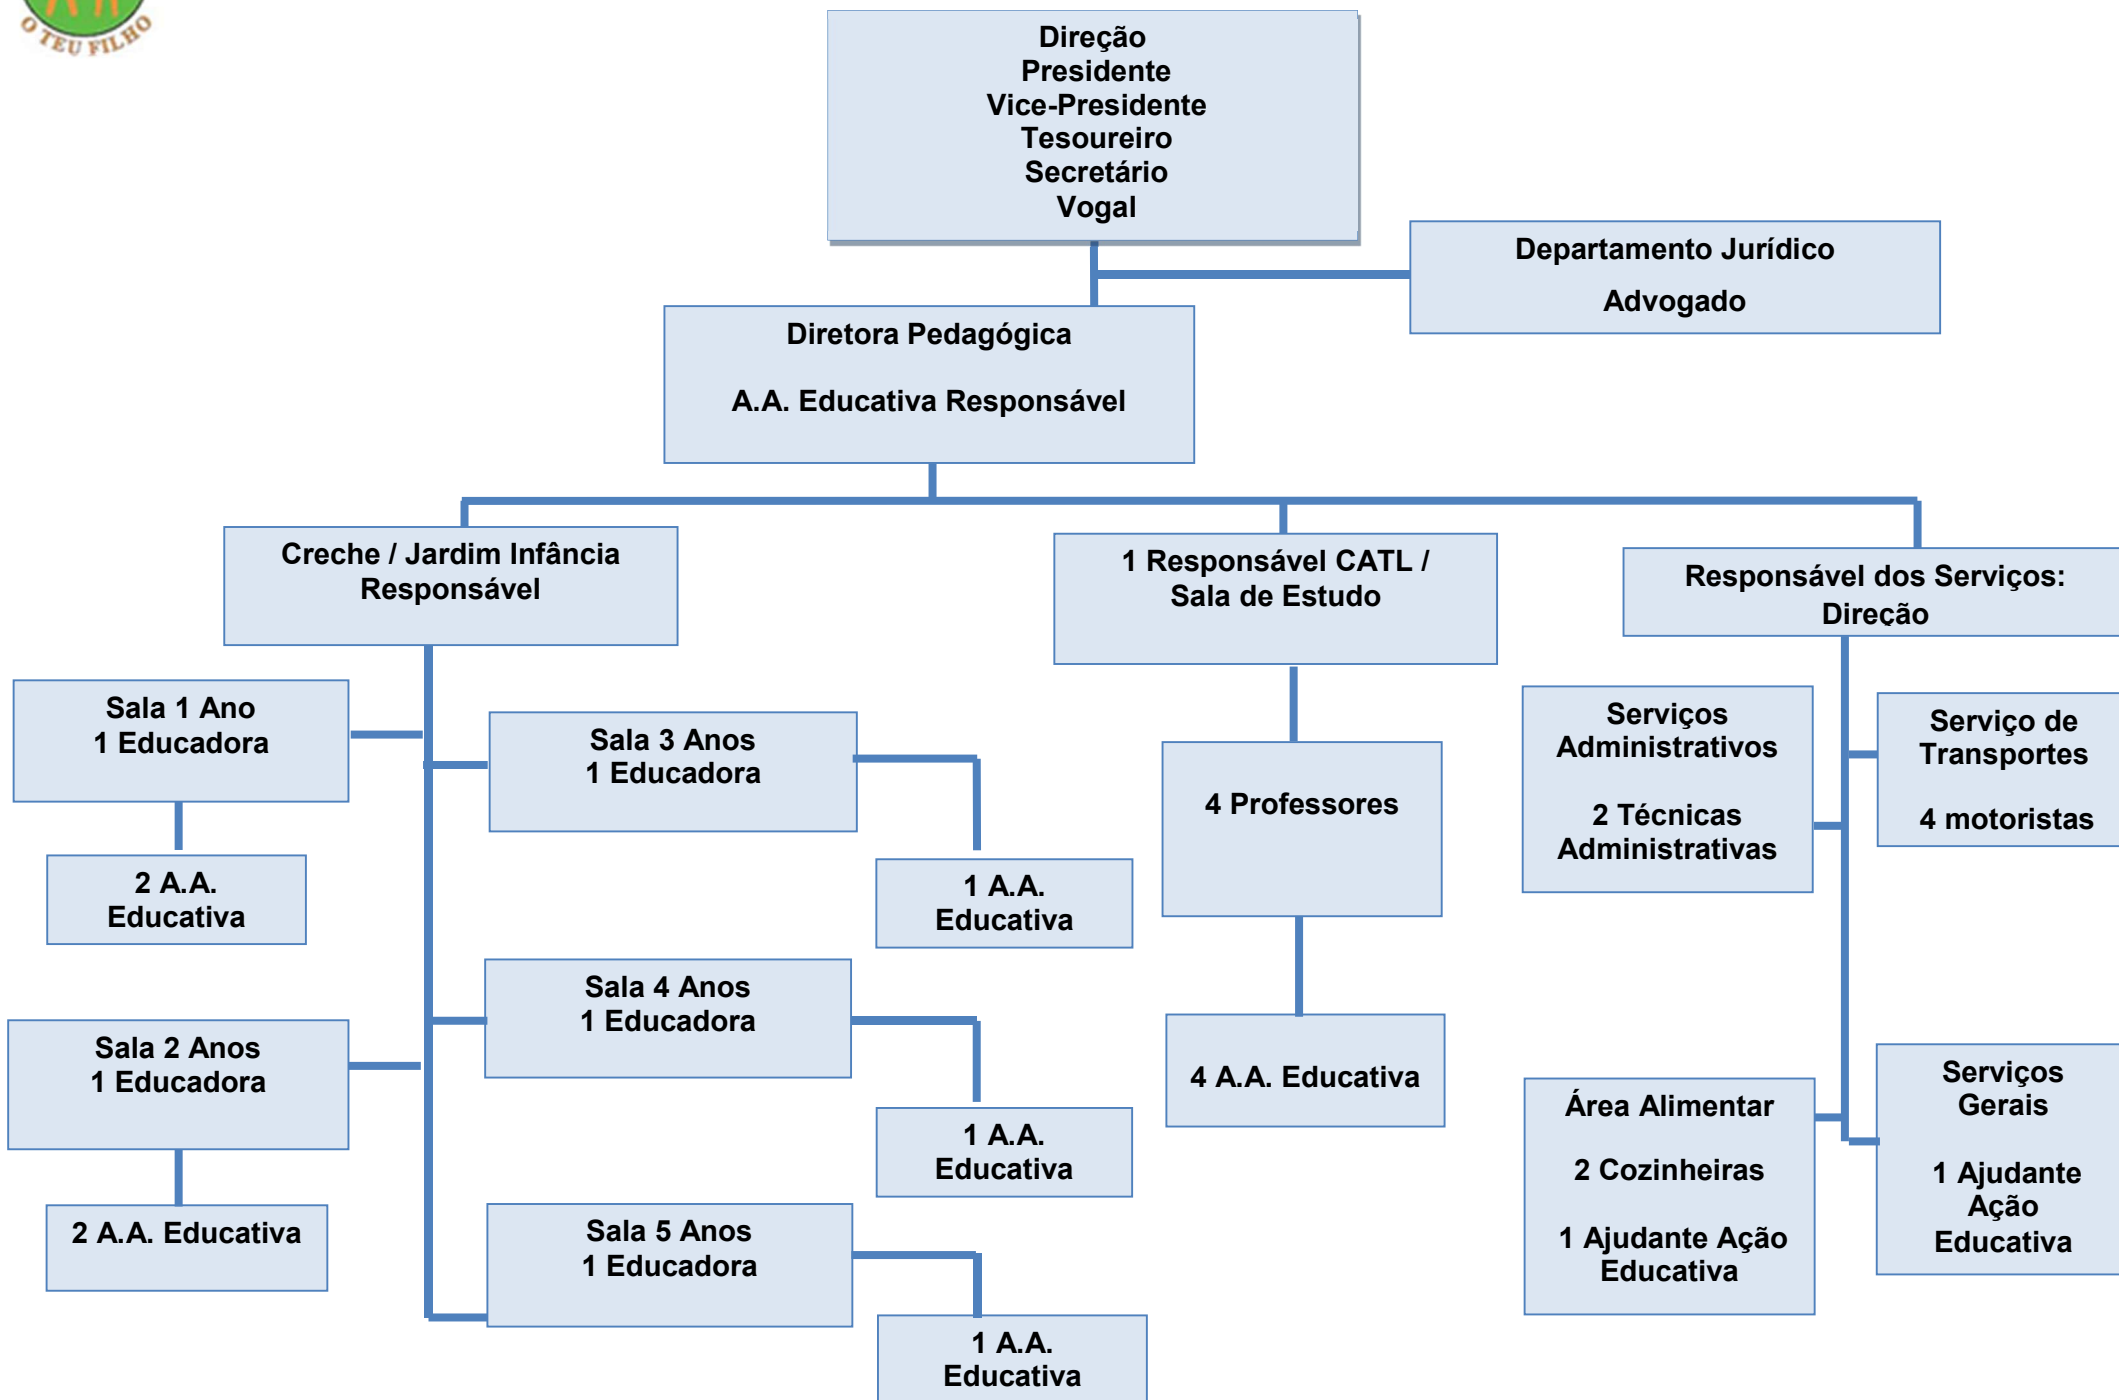 O TEU FILHO
Direção
Presidente
Vice-Presidente
Tesoureiro
Secretário
Vogal
Departamento Jurídico
Advogado
Diretora Pedagógica
A.A. Educativa Responsável
Creche / Jardim Infância
Responsável
1 Responsável CATL /
Sala de Estudo
Responsável dos Serviços:
Direção
Sala 1 Ano
1 Educadora
2 A.A.
Educativa
Sala 2 Anos
1 Educadora
2 A.A. Educativa
Sala 3 Anos
1 Educadora
1 A.A.
Educativa
Sala 4 Anos
1 Educadora
1 A.A.
Educativa
Sala 5 Anos
1 Educadora
1 A.A.
Educativa
4 Professores
4 A.A. Educativa
Serviços
Administrativos
2 Técnicas
Administrativas
Serviço de
Transportes
4 motoristas
Área Alimentar
2 Cozinheiras
1 Ajudante Ação
Educativa
Serviços
Gerais
1 Ajudante
Ação
Educativa